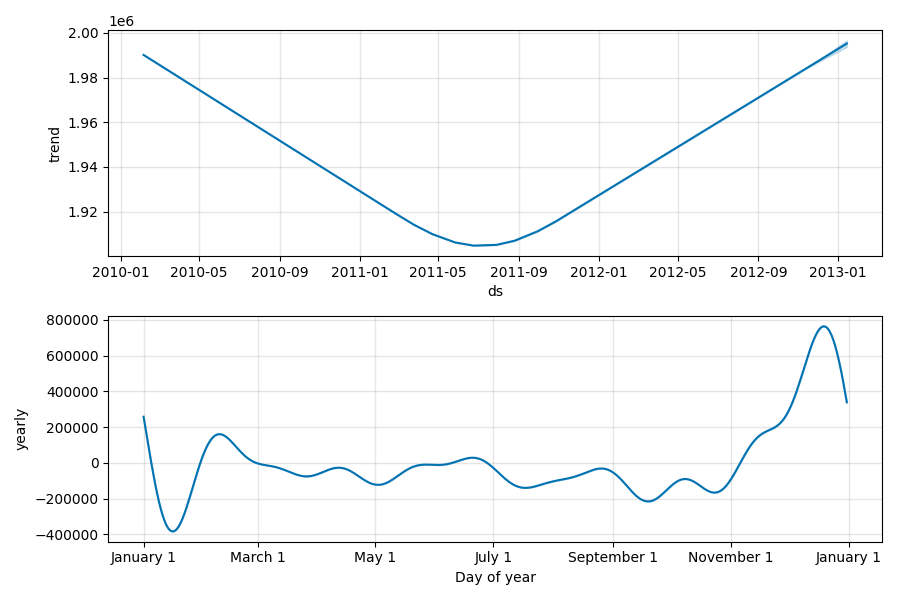 1e6
2.00
1.98
1.96
1.94
1.92
trend
2010-01 2010-05 2010-09 2011-01 2011-05 2011-09 2012-01 2012-05 2012-09 2013-01
ds
800000
600000
400000
200000
0
−200000
−400000
yearly
January 1 March 1 May 1 July 1 September 1 November 1 January 1
Day of year